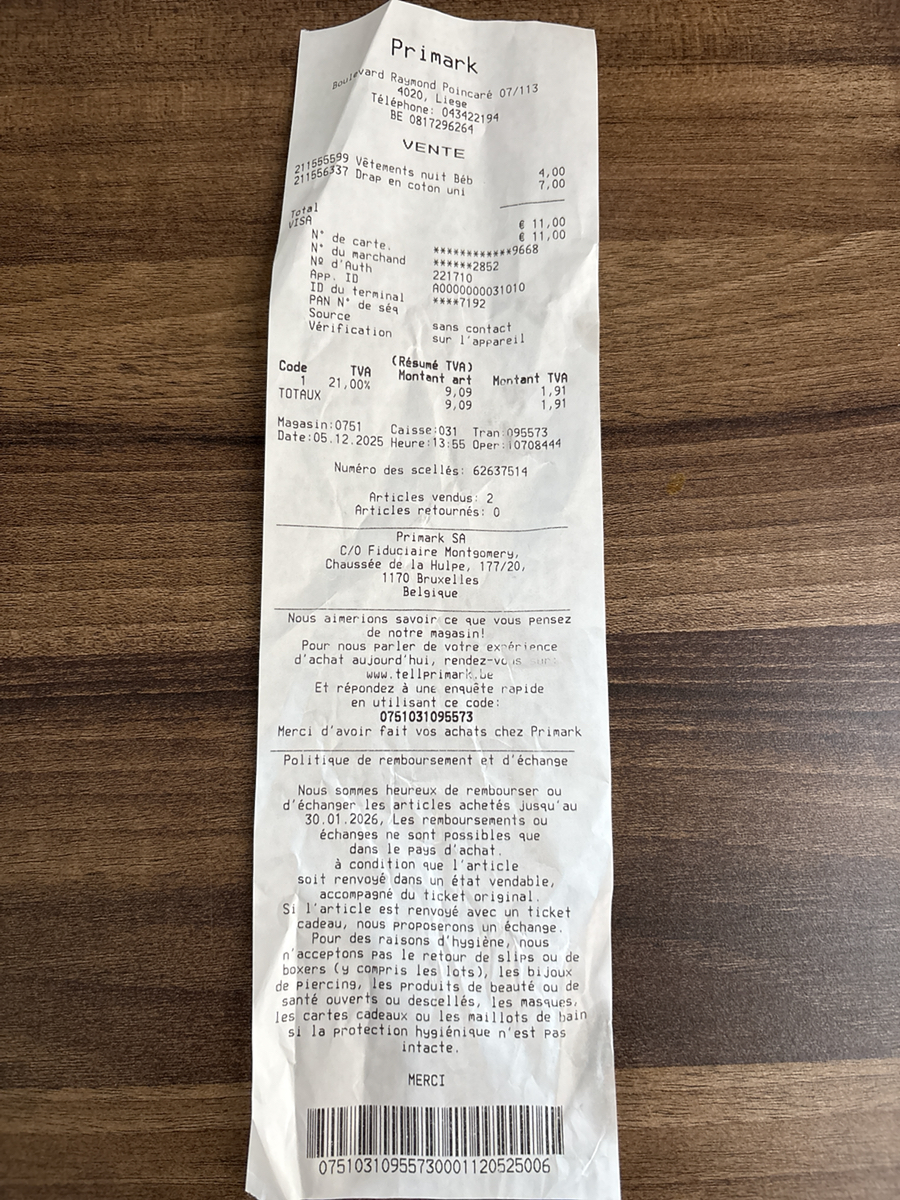 Primark
Boulevard Raymond Poincaré 07/113
4020, Liege
Téléphone: 043422194
BE 0817296264
VENTE
211555599 Vêtements nuit Béb 4,00
211556337 Drap en coton uni 7,00
Total € 11,00
VISA € 11,00
N° de carte. ************9668
N° du marchand ******2852
Nº d'Auth 221710
App. ID A0000000031010
ID du terminal ****7192
PAN N° de séq
Source sans contact
Vérification sur l'appareil
(Résumé TVA)
Code TVA Montant art Montant TVA
1 21,00% 9,09 1,91
TOTAUX 9,09 1,91
Magasin:0751 Caisse:031 Tran:095573
Date:05.12.2025 Heure:13:55 Oper:10708444
Numéro des scellés: 62637514
Articles vendus: 2
Articles retournés: 0
Primark SA
C/O Fiduciaire Montgomery,
Chaussée de la Hulpe, 177/20,
1170 Bruxelles
Belgique
Nous aimerions savoir ce que vous pensez
de notre magasin!
Pour nous parler de votre expérience
d'achat aujourd'hui, rendez-vous sur:
www.tellprimark.be
Et répondez à une enquête rapide
en utilisant ce code:
0751031095573
Merci d'avoir fait vos achats chez Primark
Politique de remboursement et d'échange
Nous sommes heureux de rembourser ou
d'échanger les articles achetés jusqu'au
30.01.2026, Les remboursements ou
échanges ne sont possibles que
dans le pays d'achat.
à condition que l'article
soit renvoyé dans un état vendable,
accompagné du ticket original.
Si l'article est renvoyé avec un ticket
cadeau, nous proposerons un échange.
Pour des raisons d'hygiène, nous
n'acceptons pas le retour de slips ou de
boxers (y compris les lots), les bijoux
de piercing, les produits de beauté ou de
santé ouverts ou descellés, les masques,
les cartes cadeaux ou les maillots de bain
si la protection hygiénique n'est pas
intacte.
MERCI
07510310955730001120525006